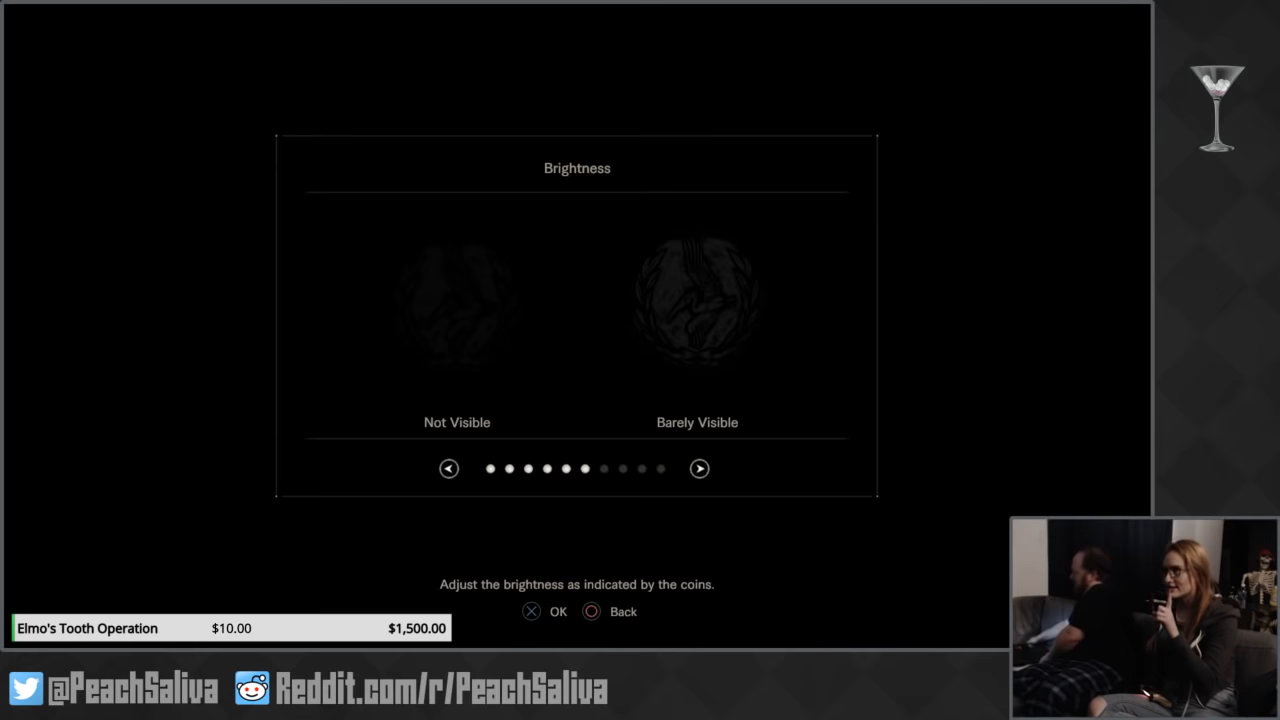 Brightness
Not Visible
Barely Visible
Adjust the brightness as indicated by the coins.
OK
Back
Elmo's Tooth Operation $10.00 $1,500.00
@PeachSaliva Reddit.com/r/PeachSaliva